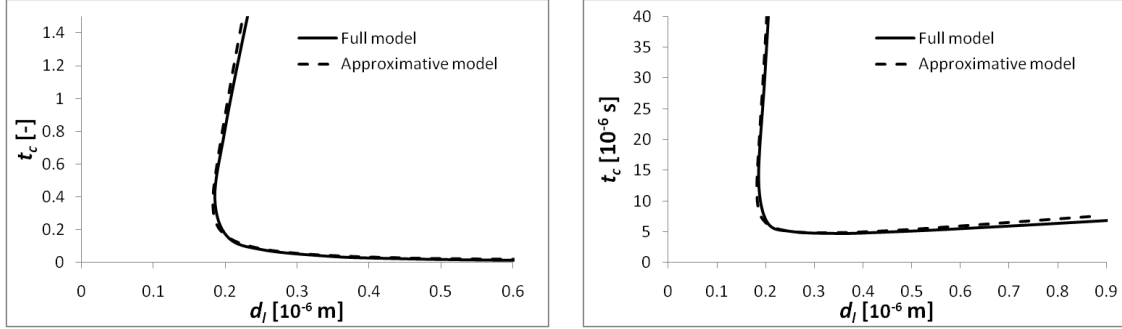 1.4
1.2
1
0.8
0.6
0.4
0.2
0
t_c [-]
Full model
Approximative model
0 0.1 0.2 0.3 0.4 0.5 0.6
d_l [10⁻⁶ m]
40
35
30
25
20
15
10
5
0
t_c [10⁻⁶ s]
Full model
Approximative model
0 0.1 0.2 0.3 0.4 0.5 0.6 0.7 0.8 0.9
d_l [10⁻⁶ m]